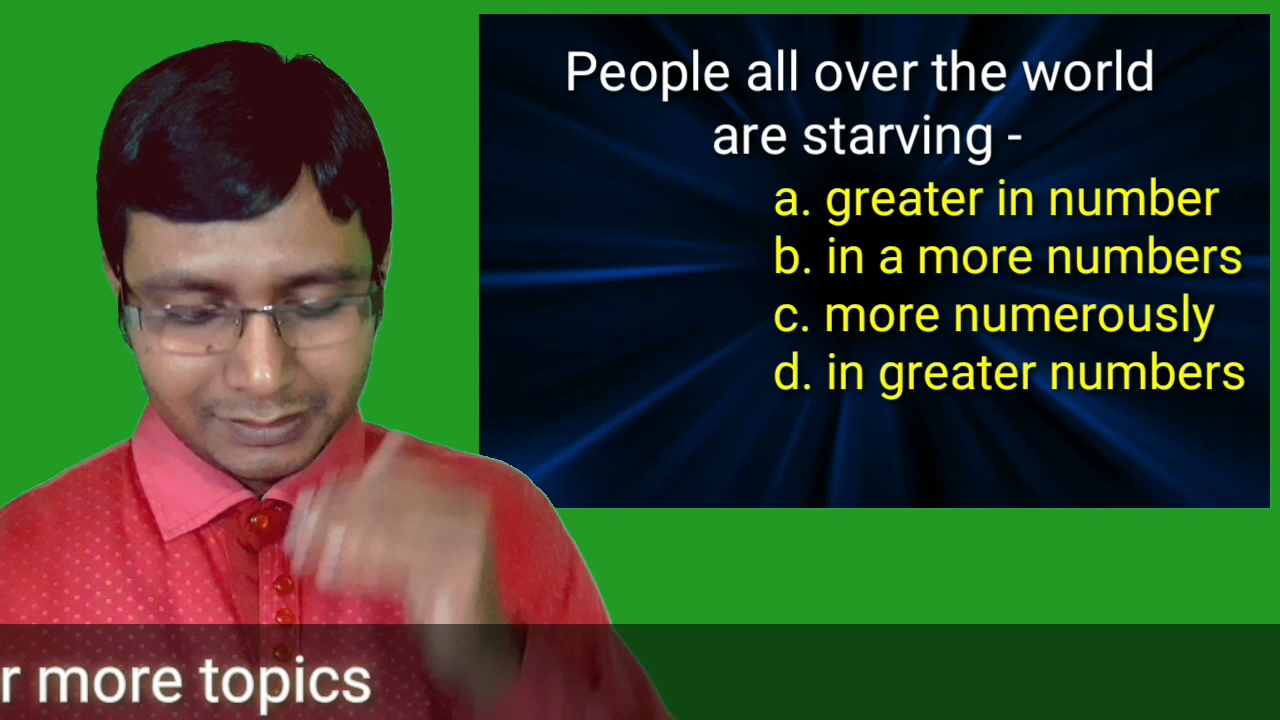 People all over the world
are starving -
a. greater in number
b. in a more numbers
c. more numerously
d. in greater numbers
r more topics